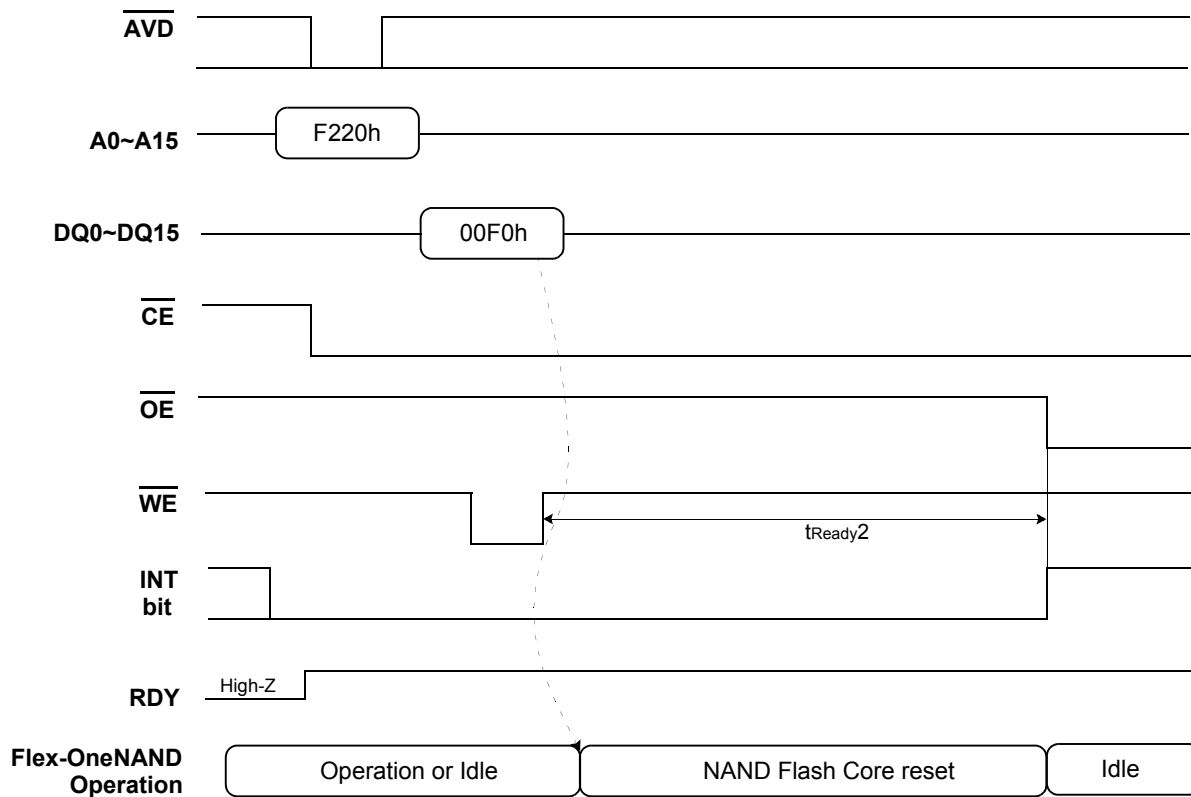 AVD
A0~A15
F220h
DQ0~DQ15
00F0h
CE
OE
WE
tReady2
INT
bit
RDY
High-Z
Flex-OneNAND
Operation
Operation or Idle
NAND Flash Core reset
Idle